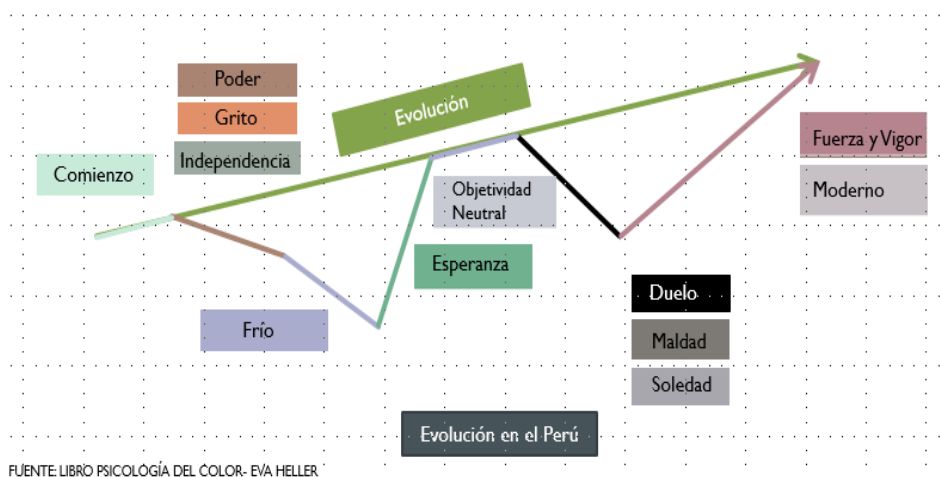 Poder
Grito
Independencia
Evolución
Comienzo
Fuerza y Vigor
Moderno
Objetividad
Neutral
Esperanza
Frío
Duelo
Maldad
Soledad
Evolución en el Perú
FUENTE: LIBRO PSICOLOGÍA DEL COLOR- EVA HELLER